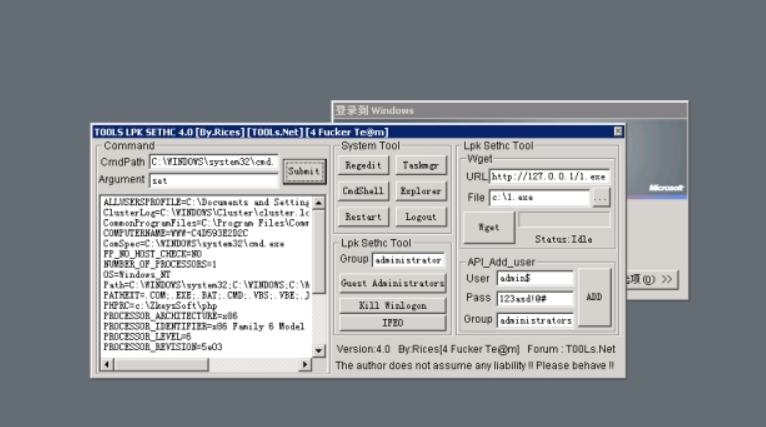 登录到 Windows
T00LS LPK SETHC 4.0 [By.Rices] [T00Ls.Net] [4 Fucker Te@m]
Command
CmdPath C:\WINDOWS\system32\cmd.
Argument set
Submit
ALLUSERSPROFILE=C:\Documents and Setting
ClusterLog=C:\WINDOWS\Cluster\cluster.lc
CommonProgramFiles=C:\Program Files\Comm
COMPUTERNAME=WWW-C4D593E2D2C
ComSpec=C:\WINDOWS\system32\cmd.exe
FP_NO_HOST_CHECK=NO
NUMBER_OF_PROCESSORS=1
OS=Windows_NT
Path=C:\WINDOWS\system32;C:\WINDOWS;C:\W
PATHEXT=.COM;.EXE;.BAT;.CMD;.VBS;.VBE;.J
PHPRC=c:\ZkeysSoft\php
PROCESSOR_ARCHITECTURE=x86
PROCESSOR_IDENTIFIER=x86 Family 6 Model
PROCESSOR_LEVEL=6
PROCESSOR_REVISION=5e03
System Tool
Regedit Taskmgr
CmdShell Explorer
Restart Logout
Lpk Sethc Tool
Group administrator
Guest Administrators
Kill Winlogon
IFEO
Lpk Sethc Tool
Wget
URL http://127.0.0.1/1.exe
File c:\1.exe ...
Wget
Status:Idle
API_Add_user
User admin$
Pass 123asd!@#
Group administrators
ADD
Version:4.0 By:Rices[4 Fucker Te@m] Forum : T00Ls.Net
The author does not assume any liability !! Please behave !!
Microsoft
项(O) >>